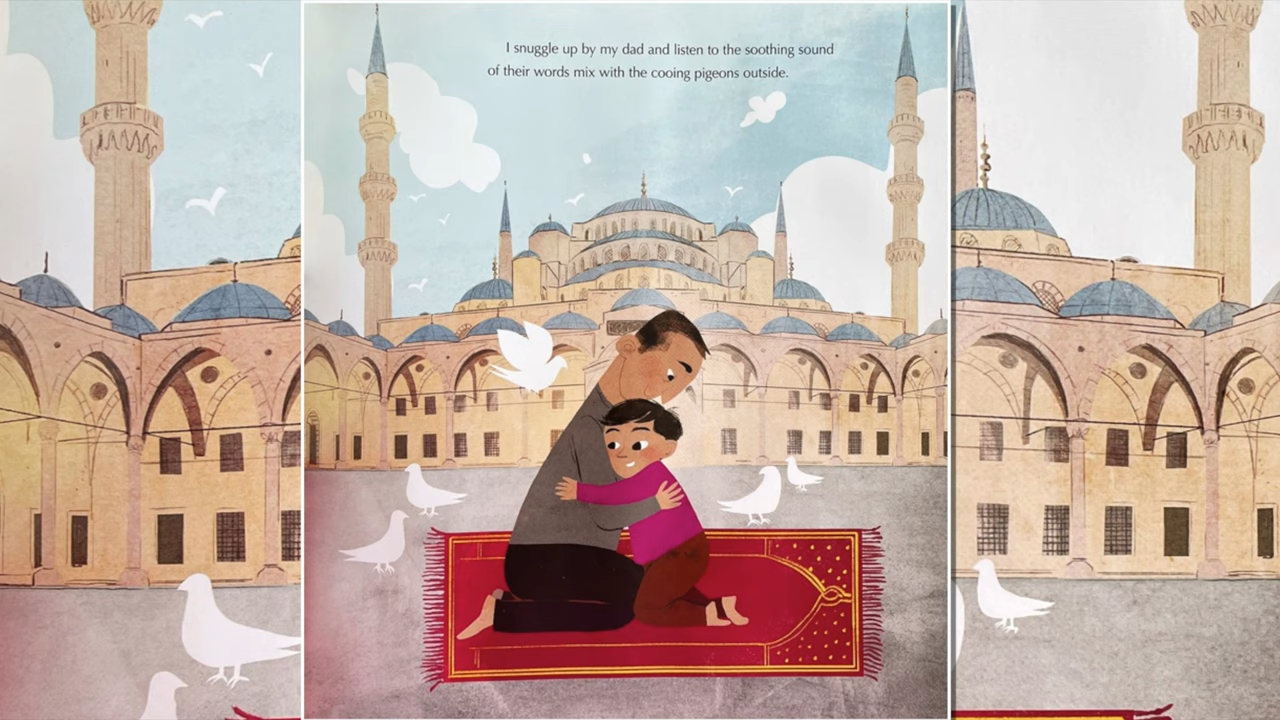 I snuggle up by my dad and listen to the soothing sound
of their words mix with the cooing pigeons outside.